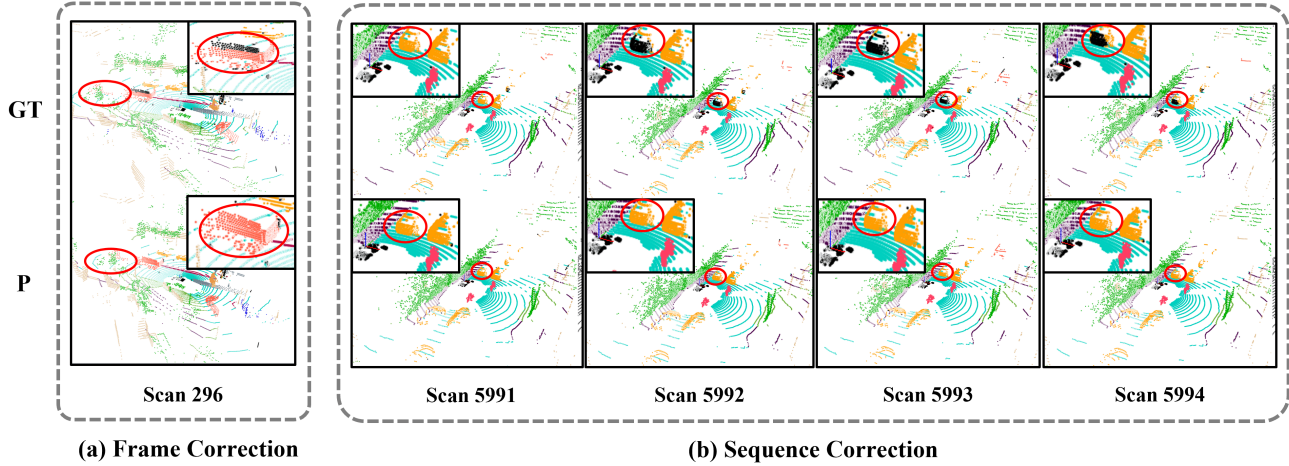 GT
P
Scan 296
Scan 5991
Scan 5992
Scan 5993
Scan 5994
(a) Frame Correction
(b) Sequence Correction